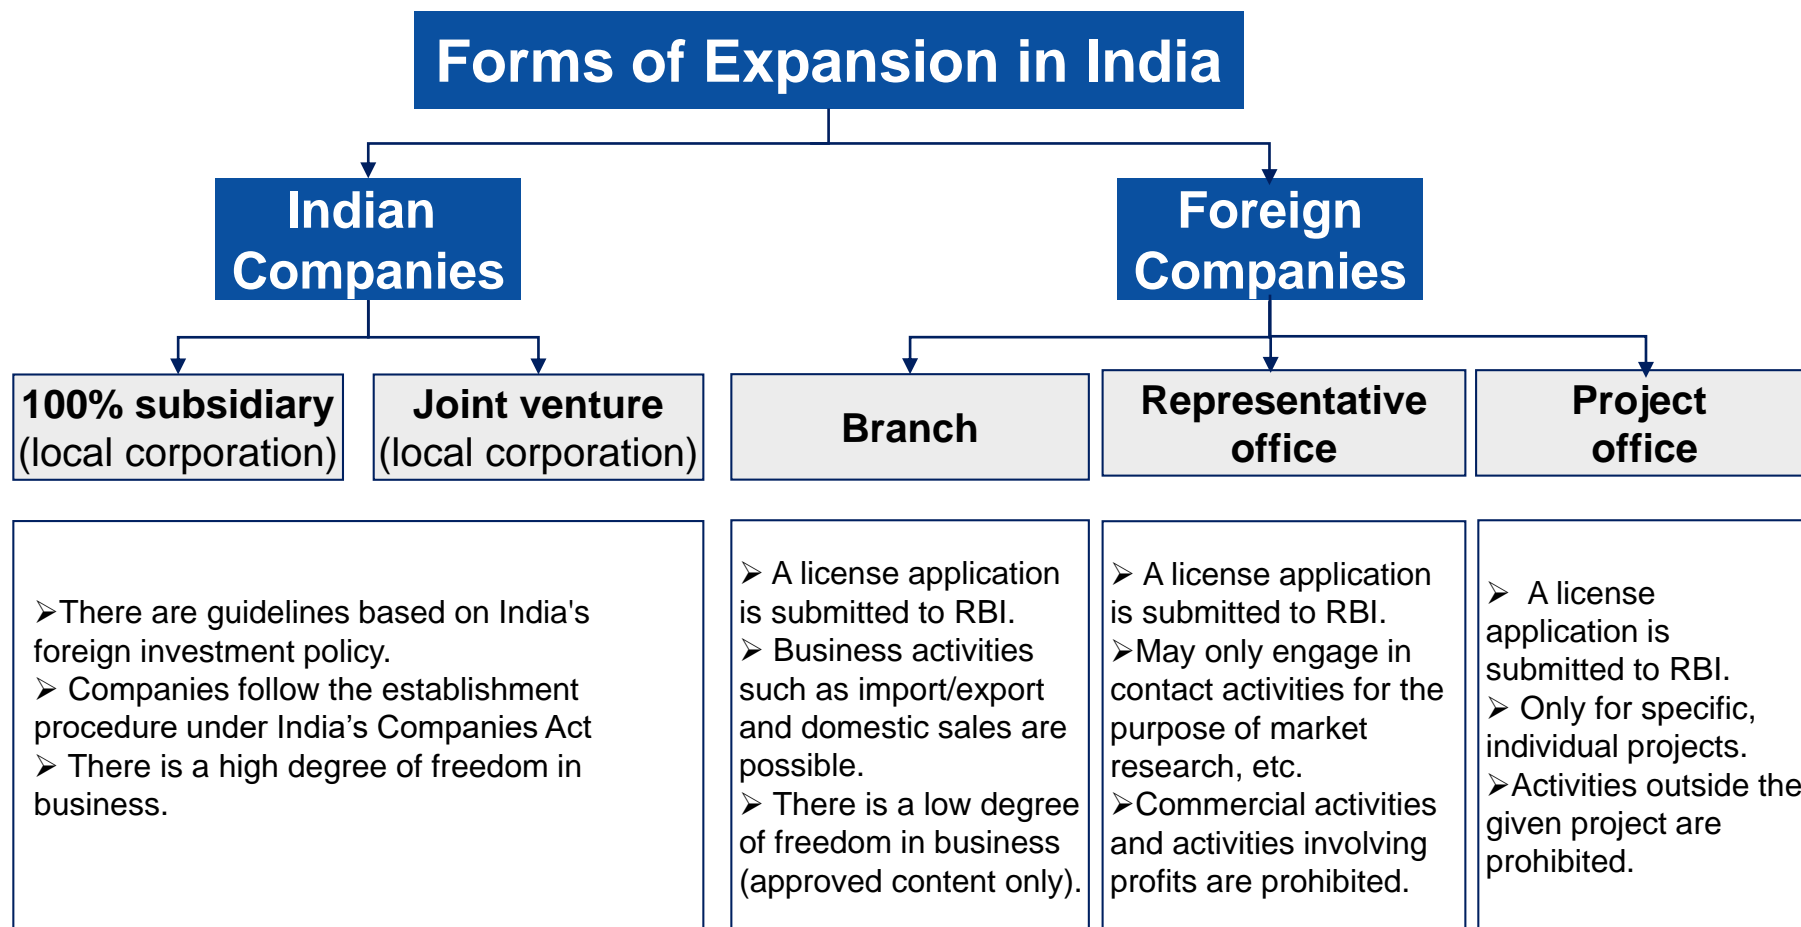 Forms of Expansion in India
Indian
Companies
Foreign
Companies
100% subsidiary
(local corporation)
Joint venture
(local corporation)
Branch
Representative
office
Project
office
➢There are guidelines based on India's
foreign investment policy.
➢ Companies follow the establishment
procedure under India’s Companies Act
➢ There is a high degree of freedom in
business.
➢ A license application
is submitted to RBI.
➢ Business activities
such as import/export
and domestic sales are
possible.
➢ There is a low degree
of freedom in business
(approved content only).
➢ A license application
is submitted to RBI.
➢May only engage in
contact activities for the
purpose of market
research, etc.
➢Commercial activities
and activities involving
profits are prohibited.
➢ A license
application is
submitted to RBI.
➢ Only for specific,
individual projects.
➢Activities outside the
given project are
prohibited.